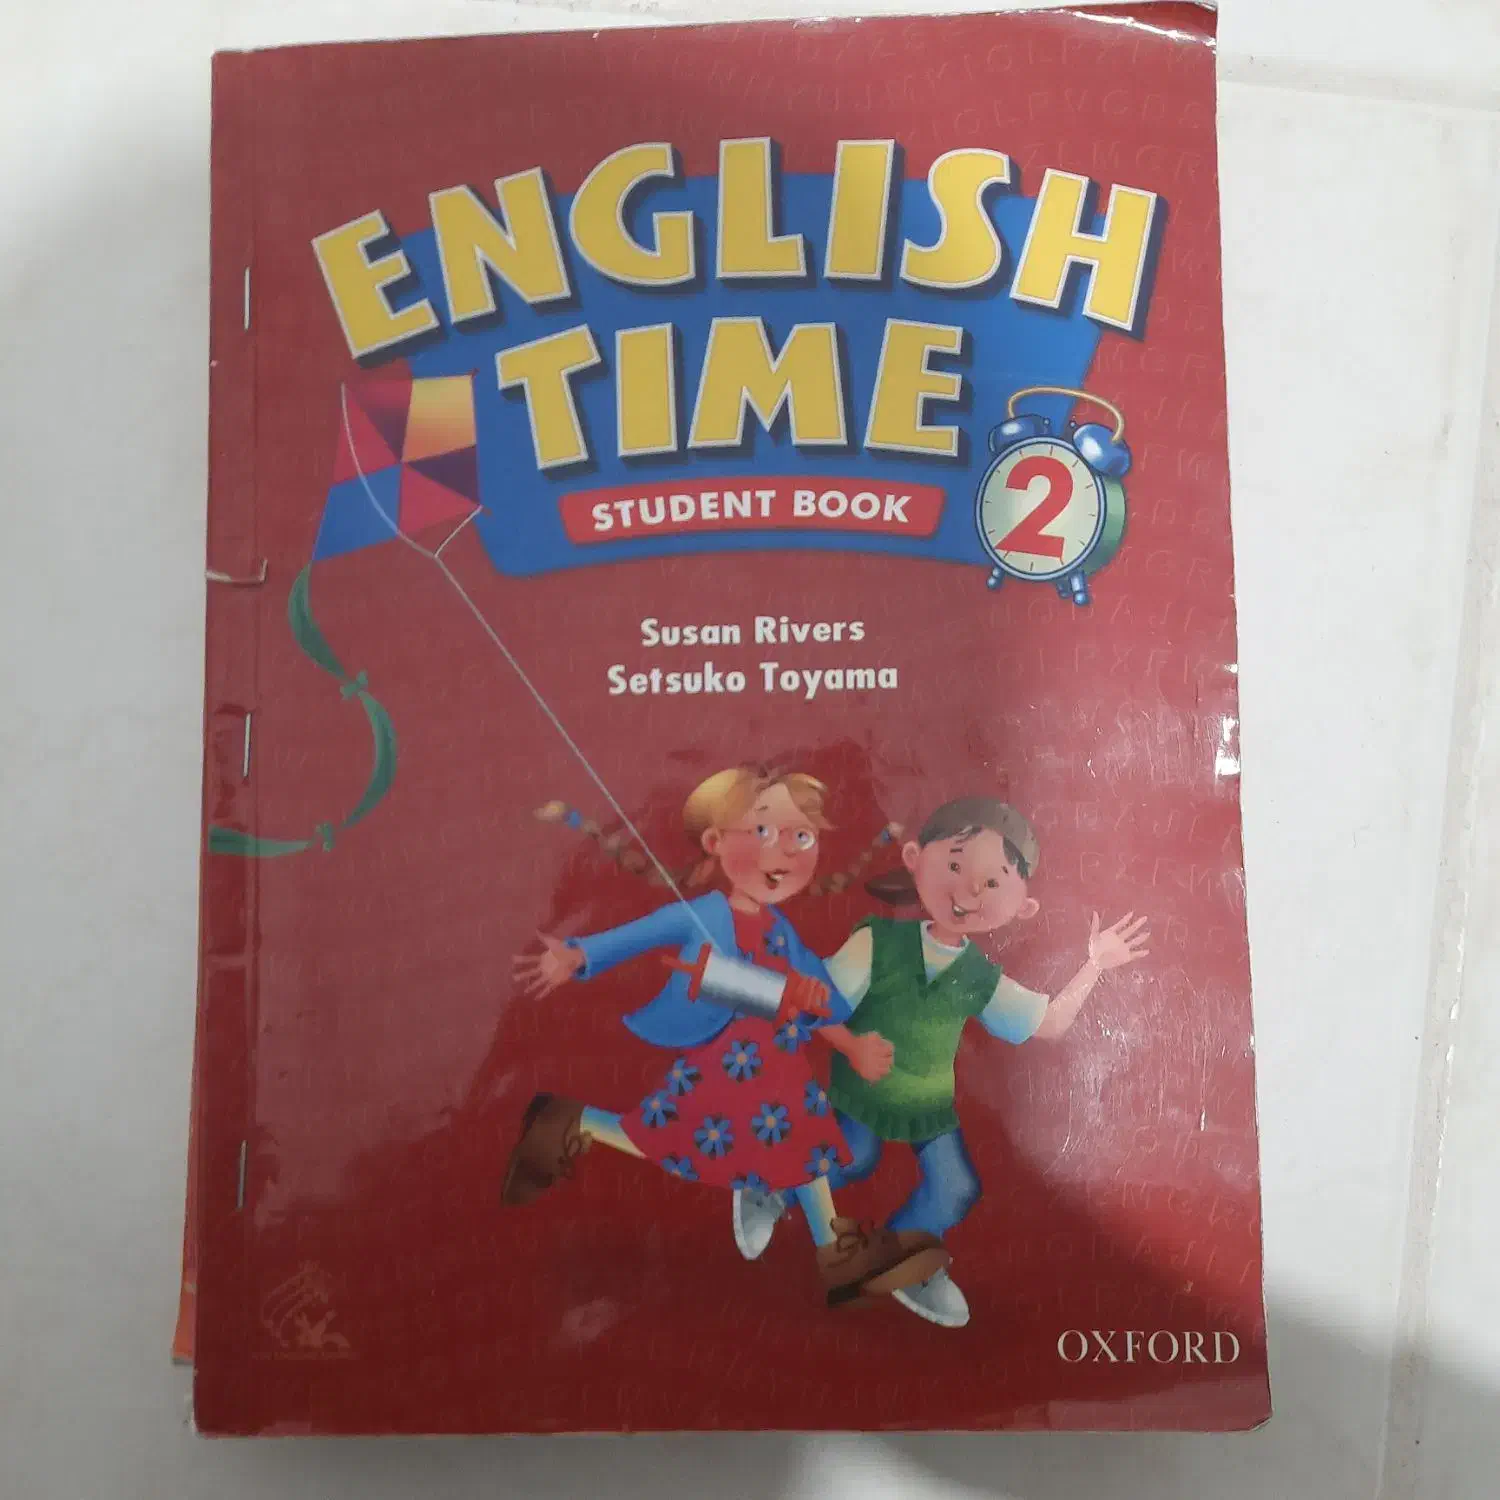 ENGLISH
TIME
STUDENT BOOK
2
Susan Rivers
Setsuko Toyama
OXFORD